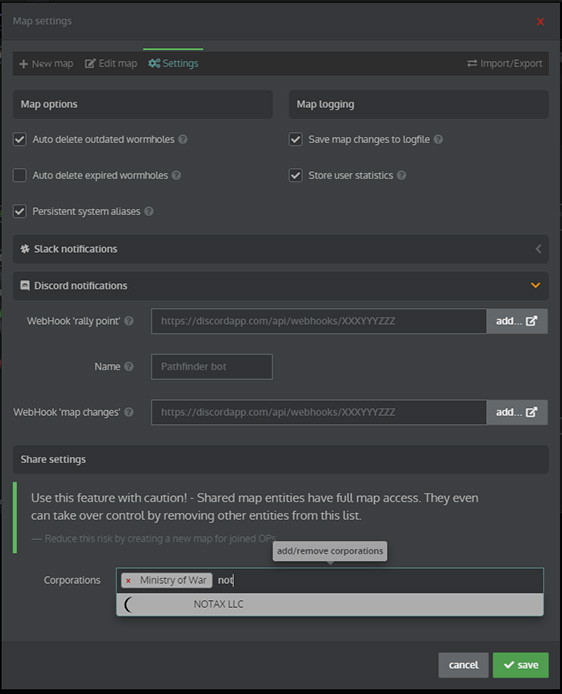 Map settings
New map Edit map Settings Import/Export
Map options Map logging
Auto delete outdated wormholes Save map changes to logfile
Auto delete expired wormholes Store user statistics
Persistent system aliases
Slack notifications
Discord notifications
WebHook 'rally point' https://discordapp.com/api/webhooks/XXXYYYZZZ add...
Name Pathfinder bot
WebHook 'map changes' https://discordapp.com/api/webhooks/XXXYYYZZZ add...
Share settings
Use this feature with caution! - Shared map entities have full map access. They even
can take over control by removing other entities from this list.
— Reduce this risk by creating a new map for joined OPs
add/remove corporations
Corporations × Ministry of War not
NOTAX LLC
cancel save